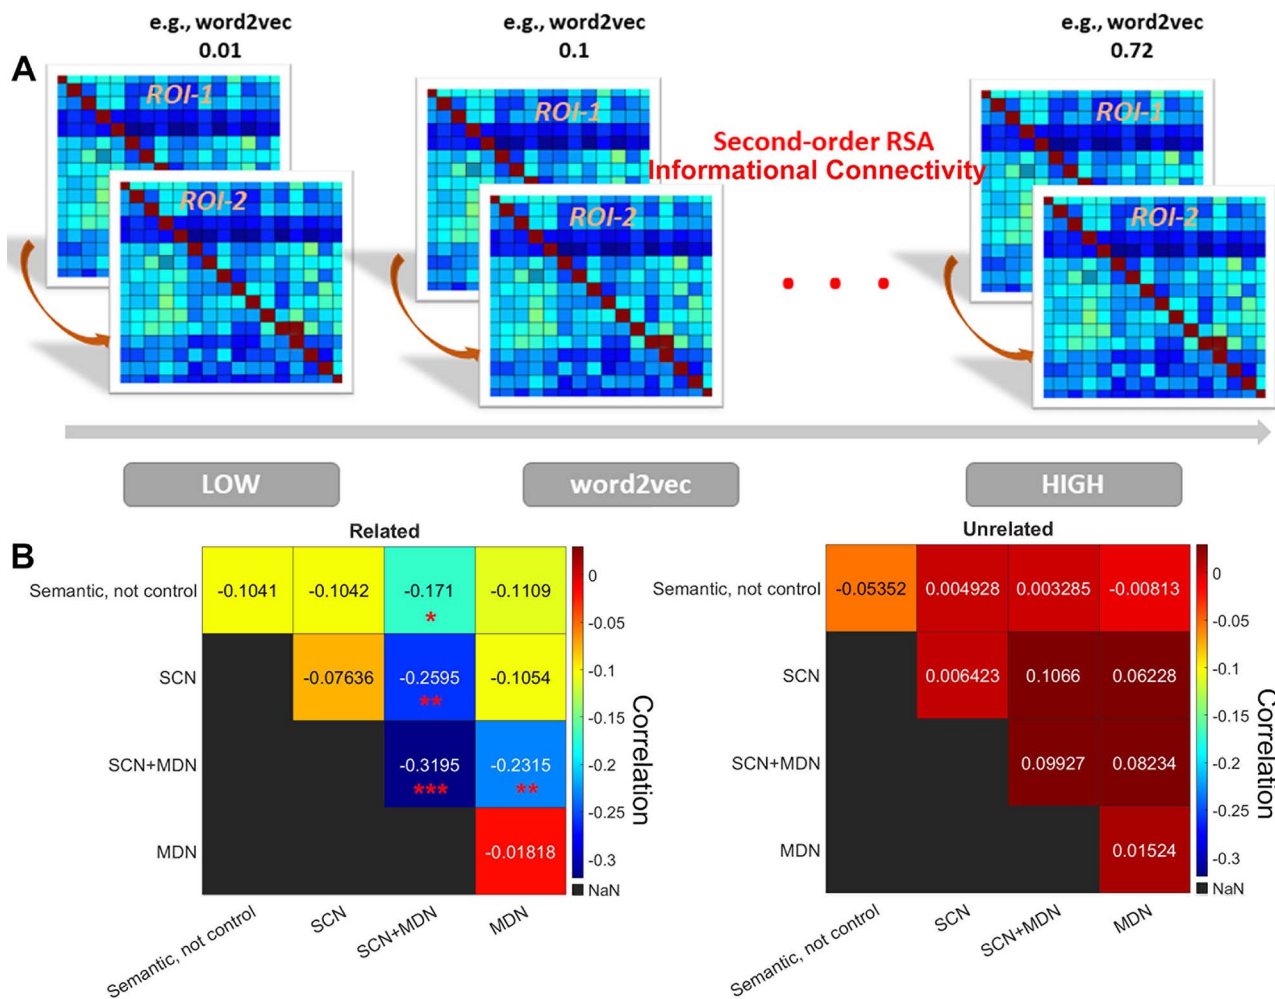 e.g., word2vec
0.01
e.g., word2vec
0.1
e.g., word2vec
0.72
A
ROI-1
ROI-2
ROI-1
ROI-2
Second-order RSA
Informational Connectivity
ROI-1
ROI-2
LOW
word2vec
HIGH
B
Related
Semantic, not control
-0.1041
-0.1042
-0.171
*
-0.1109
SCN
-0.07636
-0.2595
**
-0.1054
SCN+MDN
-0.3195
***
-0.2315
**
MDN
-0.01818
Semantic, not control
SCN
SCN+MDN
MDN
0
-0.05
-0.1
-0.15
-0.2
-0.25
-0.3
NaN
Correlation
Unrelated
Semantic, not control
-0.05352
0.004928
0.003285
-0.00813
SCN
0.006423
0.1066
0.06228
SCN+MDN
0.09927
0.08234
MDN
0.01524
Semantic, not control
SCN
SCN+MDN
MDN
0
-0.05
-0.1
-0.15
-0.2
-0.25
-0.3
NaN
Correlation